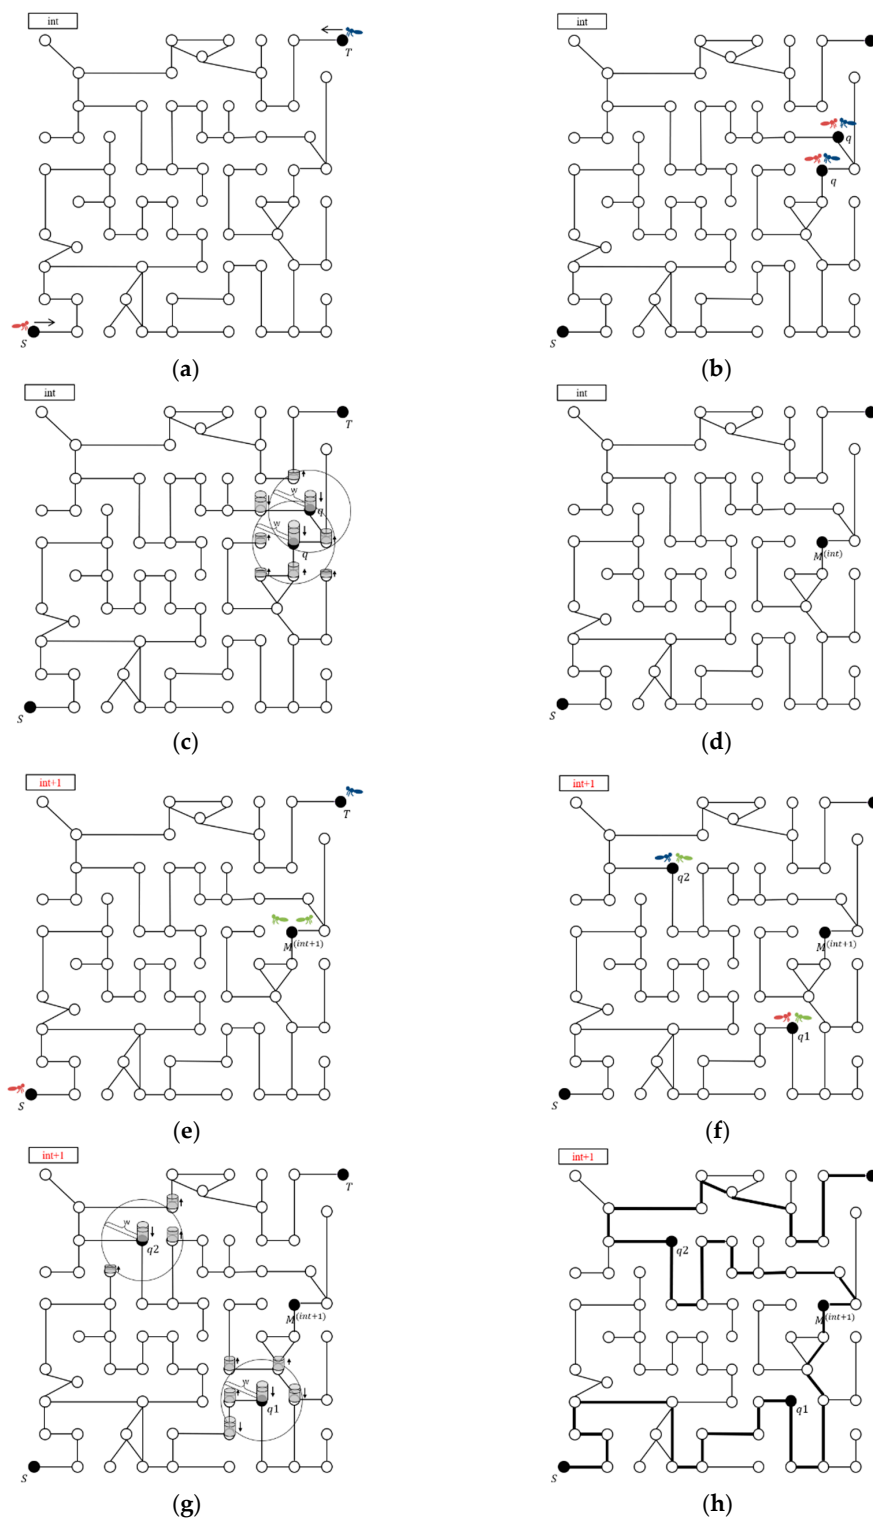 int
T
S
(a)
int
q
q
S
(b)
int
T
w
q
w
q
S
(c)
int
M(int)
S
(d)
int+1
T
M(int+1)
S
(e)
int+1
q2
M(int+1)
q1
S
(f)
int+1
T
w
q2
M(int+1)
w
q1
S
(g)
int+1
q2
M(int+1)
q1
S
(h)